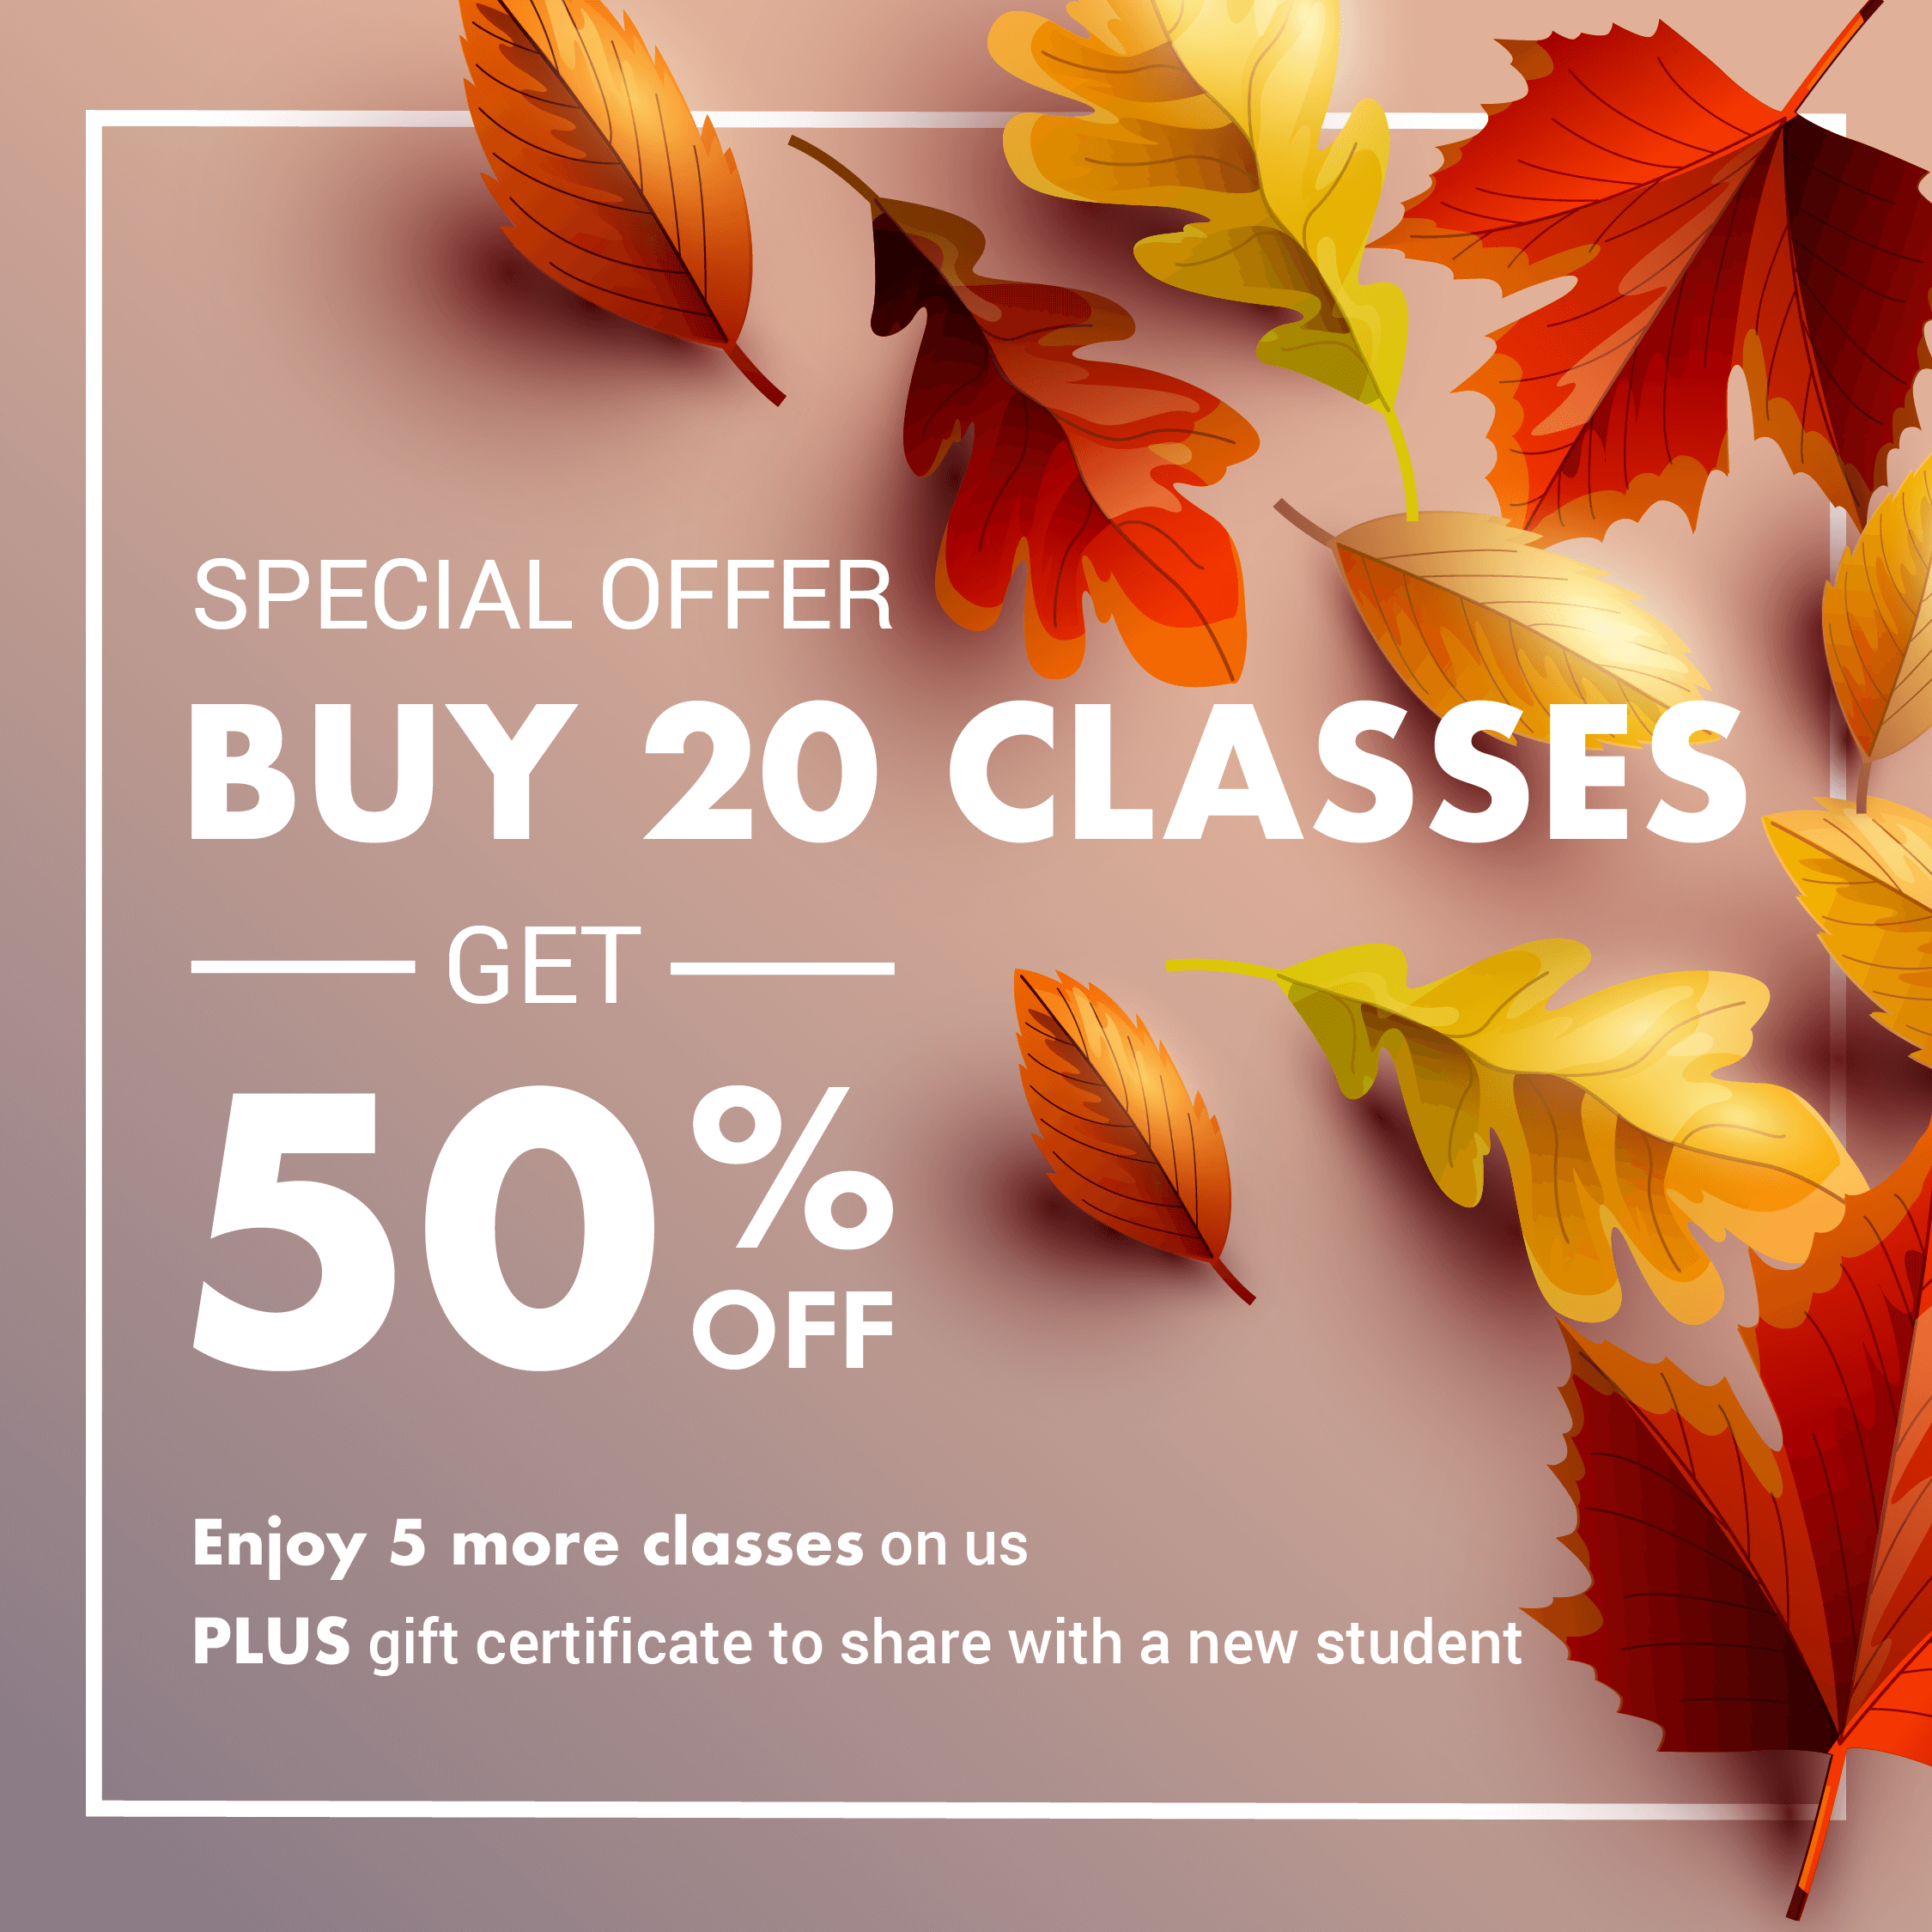 SPECIAL OFFER
BUY 20 CLASSES
GET
50%
OFF
Enjoy 5 more classes on us
PLUS gift certificate to share with a new student